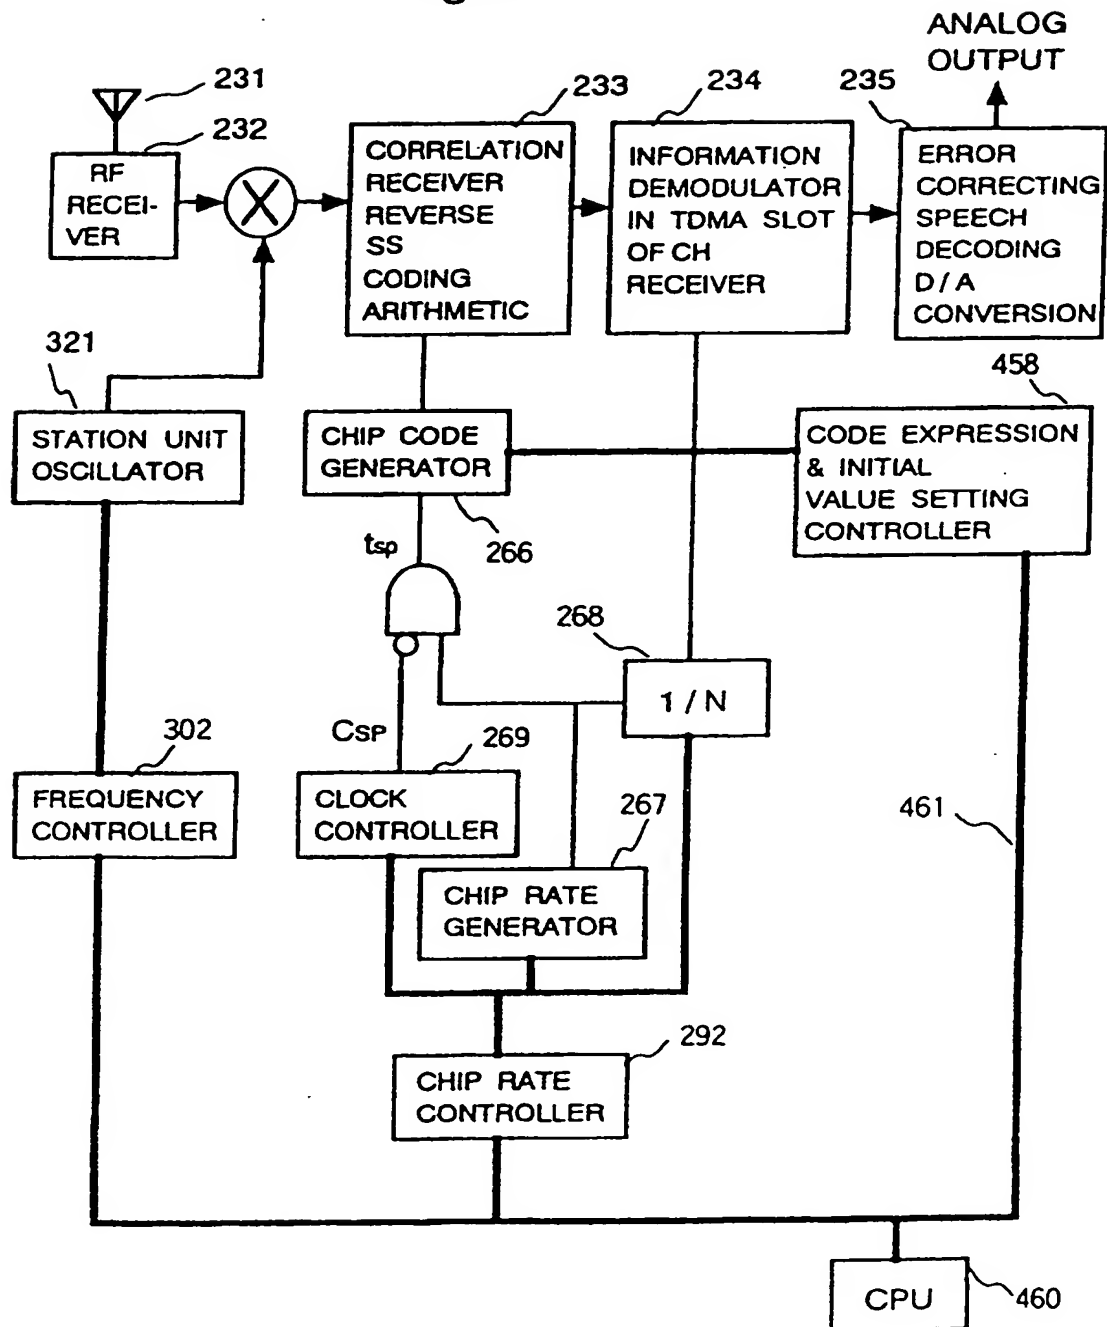 ANALOG
OUTPUT
231
232
233
234
235
RF
RECEI-
VER
X
CORRELATION
RECEIVER
REVERSE
SS
CODING
ARITHMETIC
INFORMATION
DEMODULATOR
IN TDMA SLOT
OF CH
RECEIVER
ERROR
CORRECTING
SPEECH
DECODING
D/A
CONVERSION
321
STATION UNIT
OSCILLATOR
CHIP CODE
GENERATOR
266
458
CODE EXPRESSION
& INITIAL
VALUE SETTING
CONTROLLER
tsp
268
1/N
CSP
302
FREQUENCY
CONTROLLER
269
CLOCK
CONTROLLER
267
CHIP RATE
GENERATOR
461
292
CHIP RATE
CONTROLLER
CPU
460